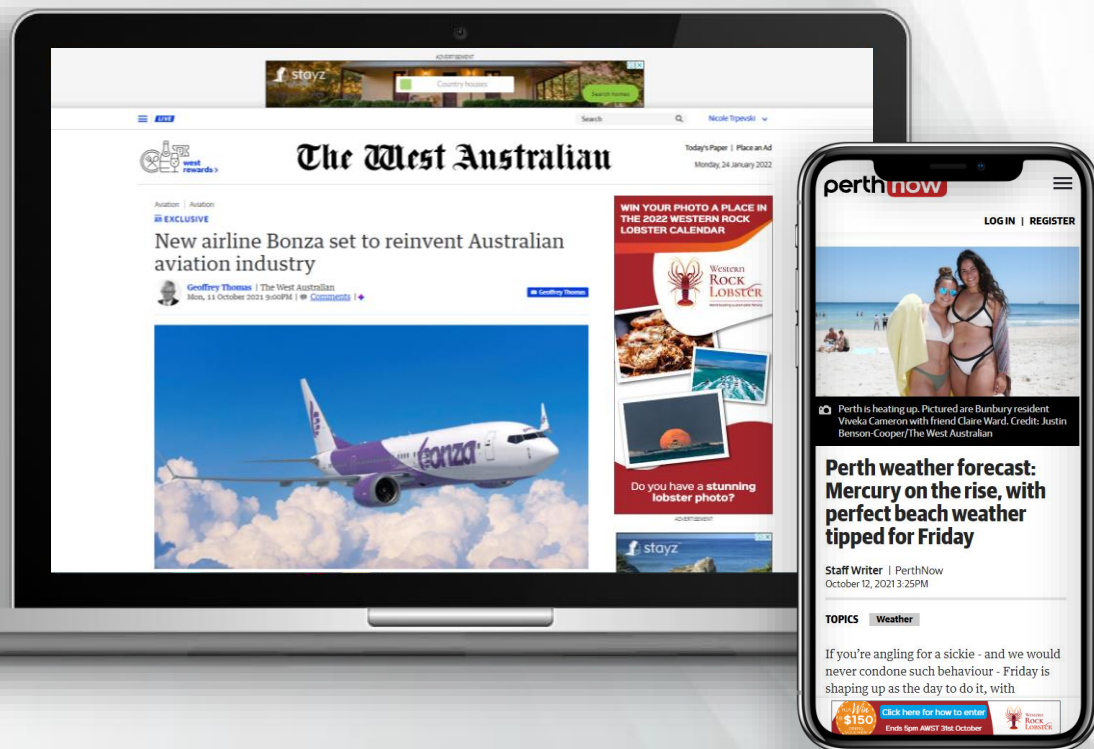 ADVERTISEMENT
stayz
Country houses
Search homes
LIVE
Search
Nicole Trpevski
west
rewards >
The West Australian
Today's Paper | Place an Ad
Monday, 24 January 2022
Aviation | Aviation
EXCLUSIVE
New airline Bonza set to reinvent Australian
aviation industry
Geoffrey Thomas | The West Australian
Mon, 11 October 2021 9:00PM | Comments |
Geoffrey Thomas
bonza
bonza
WIN YOUR PHOTO A PLACE IN
THE 2022 WESTERN ROCK
LOBSTER CALENDAR
Western
Rock
Lobster
Do you have a stunning
lobster photo?
ADVERTISEMENT
stayz
perthnow
LOG IN | REGISTER
Perth is heating up. Pictured are Bunbury resident
Viveka Cameron with friend Claire Ward. Credit: Justin
Benson-Cooper/The West Australian
Perth weather forecast:
Mercury on the rise, with
perfect beach weather
tipped for Friday
Staff Writer | PerthNow
October 12, 2021 3:25PM
TOPICS Weather
If you're angling for a sickie - and we would
never condone such behaviour - Friday is
shaping up as the day to do it, with
Win
$150
Click here for how to enter
Ends 5pm AWST 31st October
Western
Rock
Lobster